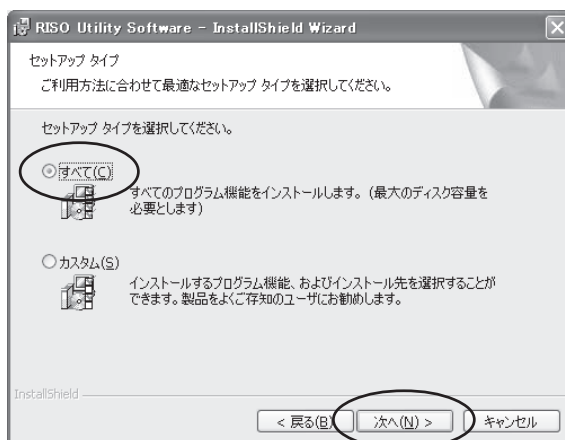 RISO Utility Software - InstallShield Wizard
セットアップ タイプ
ご利用方法に合わせて最適なセットアップ タイプを選択してください。
セットアップ タイプを選択してください。
すべて(C)
すべてのプログラム機能をインストールします。(最大のディスク容量を
必要とします)
カスタム(S)
インストールするプログラム機能、およびインストール先を選択することが
できます。製品をよくご存知のユーザにお勧めします。
InstallShield
< 戻る(B) 次へ(N) > キャンセル